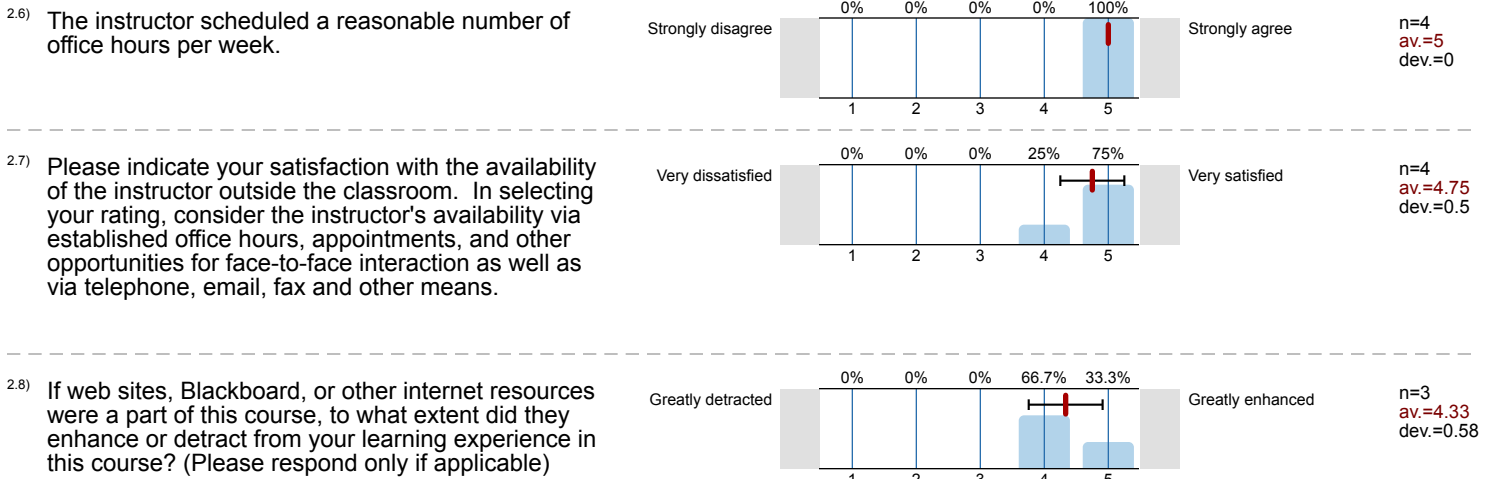 2.6) The instructor scheduled a reasonable number of
office hours per week.
0% 0% 0% 0% 100%
Strongly disagree
Strongly agree
1 2 3 4 5
n=4
av.=5
dev.=0
2.7) Please indicate your satisfaction with the availability
of the instructor outside the classroom. In selecting
your rating, consider the instructor's availability via
established office hours, appointments, and other
opportunities for face-to-face interaction as well as
via telephone, email, fax and other means.
0% 0% 0% 25% 75%
Very dissatisfied
Very satisfied
1 2 3 4 5
n=4
av.=4.75
dev.=0.5
2.8) If web sites, Blackboard, or other internet resources
were a part of this course, to what extent did they
enhance or detract from your learning experience in
this course? (Please respond only if applicable)
0% 0% 0% 66.7% 33.3%
Greatly detracted
Greatly enhanced
1 2 3 4 5
n=3
av.=4.33
dev.=0.58